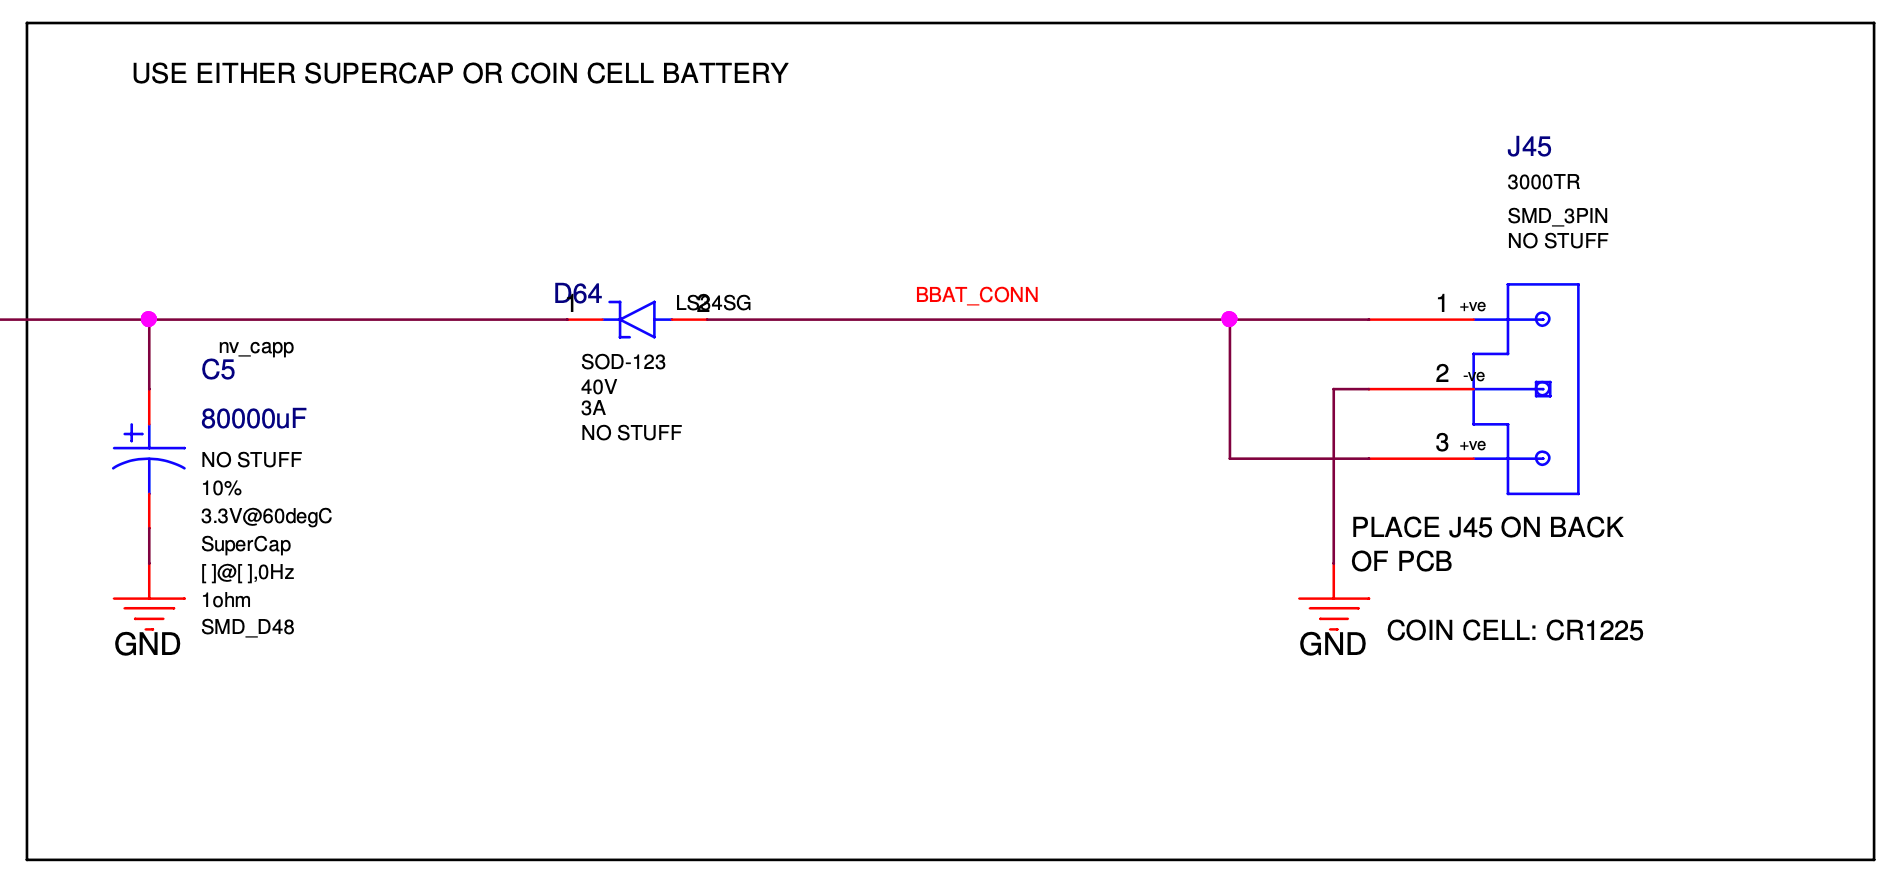 USE EITHER SUPERCAP OR COIN CELL BATTERY
J45
3000TR
SMD_3PIN
NO STUFF
D64
1
LS34SG
2
BBAT_CONN
1 +ve
2 -ve
3 +ve
SOD-123
40V
3A
NO STUFF
nv_capp
C5
80000uF
+
NO STUFF
10%
3.3V@60degC
SuperCap
[ ]@[ ],0Hz
1ohm
SMD_D48
GND
PLACE J45 ON BACK
OF PCB
GND
COIN CELL: CR1225